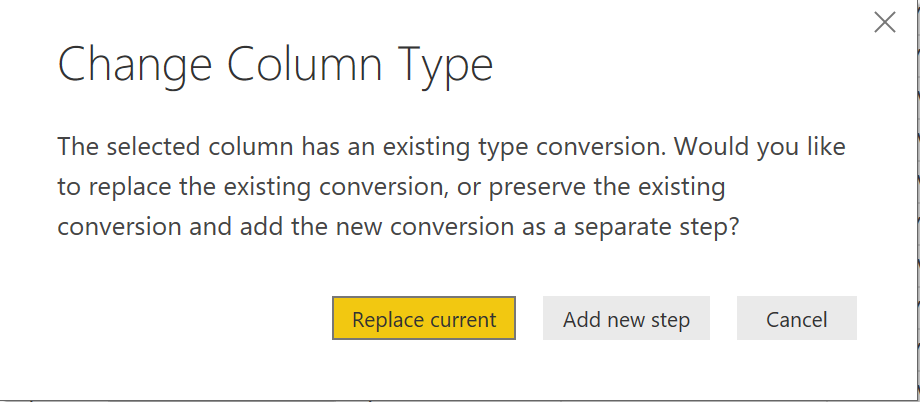 Change Column Type
The selected column has an existing type conversion. Would you like
to replace the existing conversion, or preserve the existing
conversion and add the new conversion as a separate step?
Replace current
Add new step
Cancel